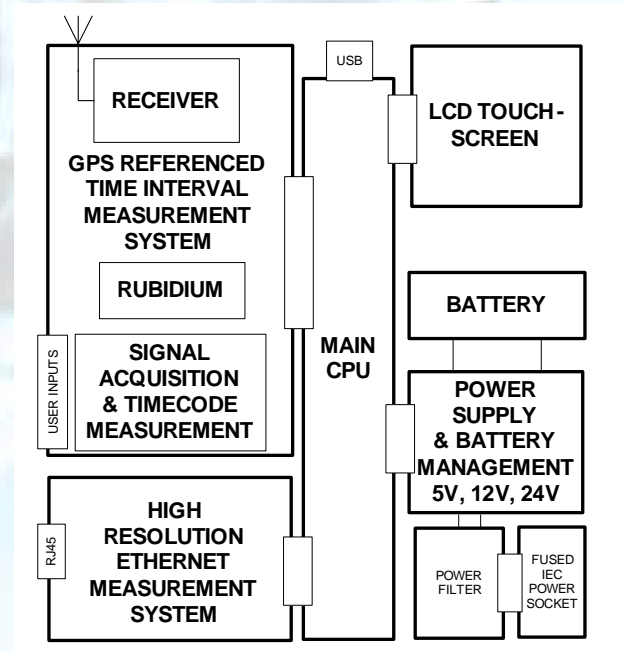 USB
RECEIVER
GPS REFERENCED
TIME INTERVAL
MEASUREMENT
SYSTEM
RUBIDIUM
USER INPUTS
SIGNAL
ACQUISITION
& TIMECODE
MEASUREMENT
RJ45
HIGH
RESOLUTION
ETHERNET
MEASUREMENT
SYSTEM
MAIN
CPU
LCD TOUCH-
SCREEN
BATTERY
POWER
SUPPLY
& BATTERY
MANAGEMENT
5V, 12V, 24V
POWER
FILTER
FUSED
IEC
POWER
SOCKET